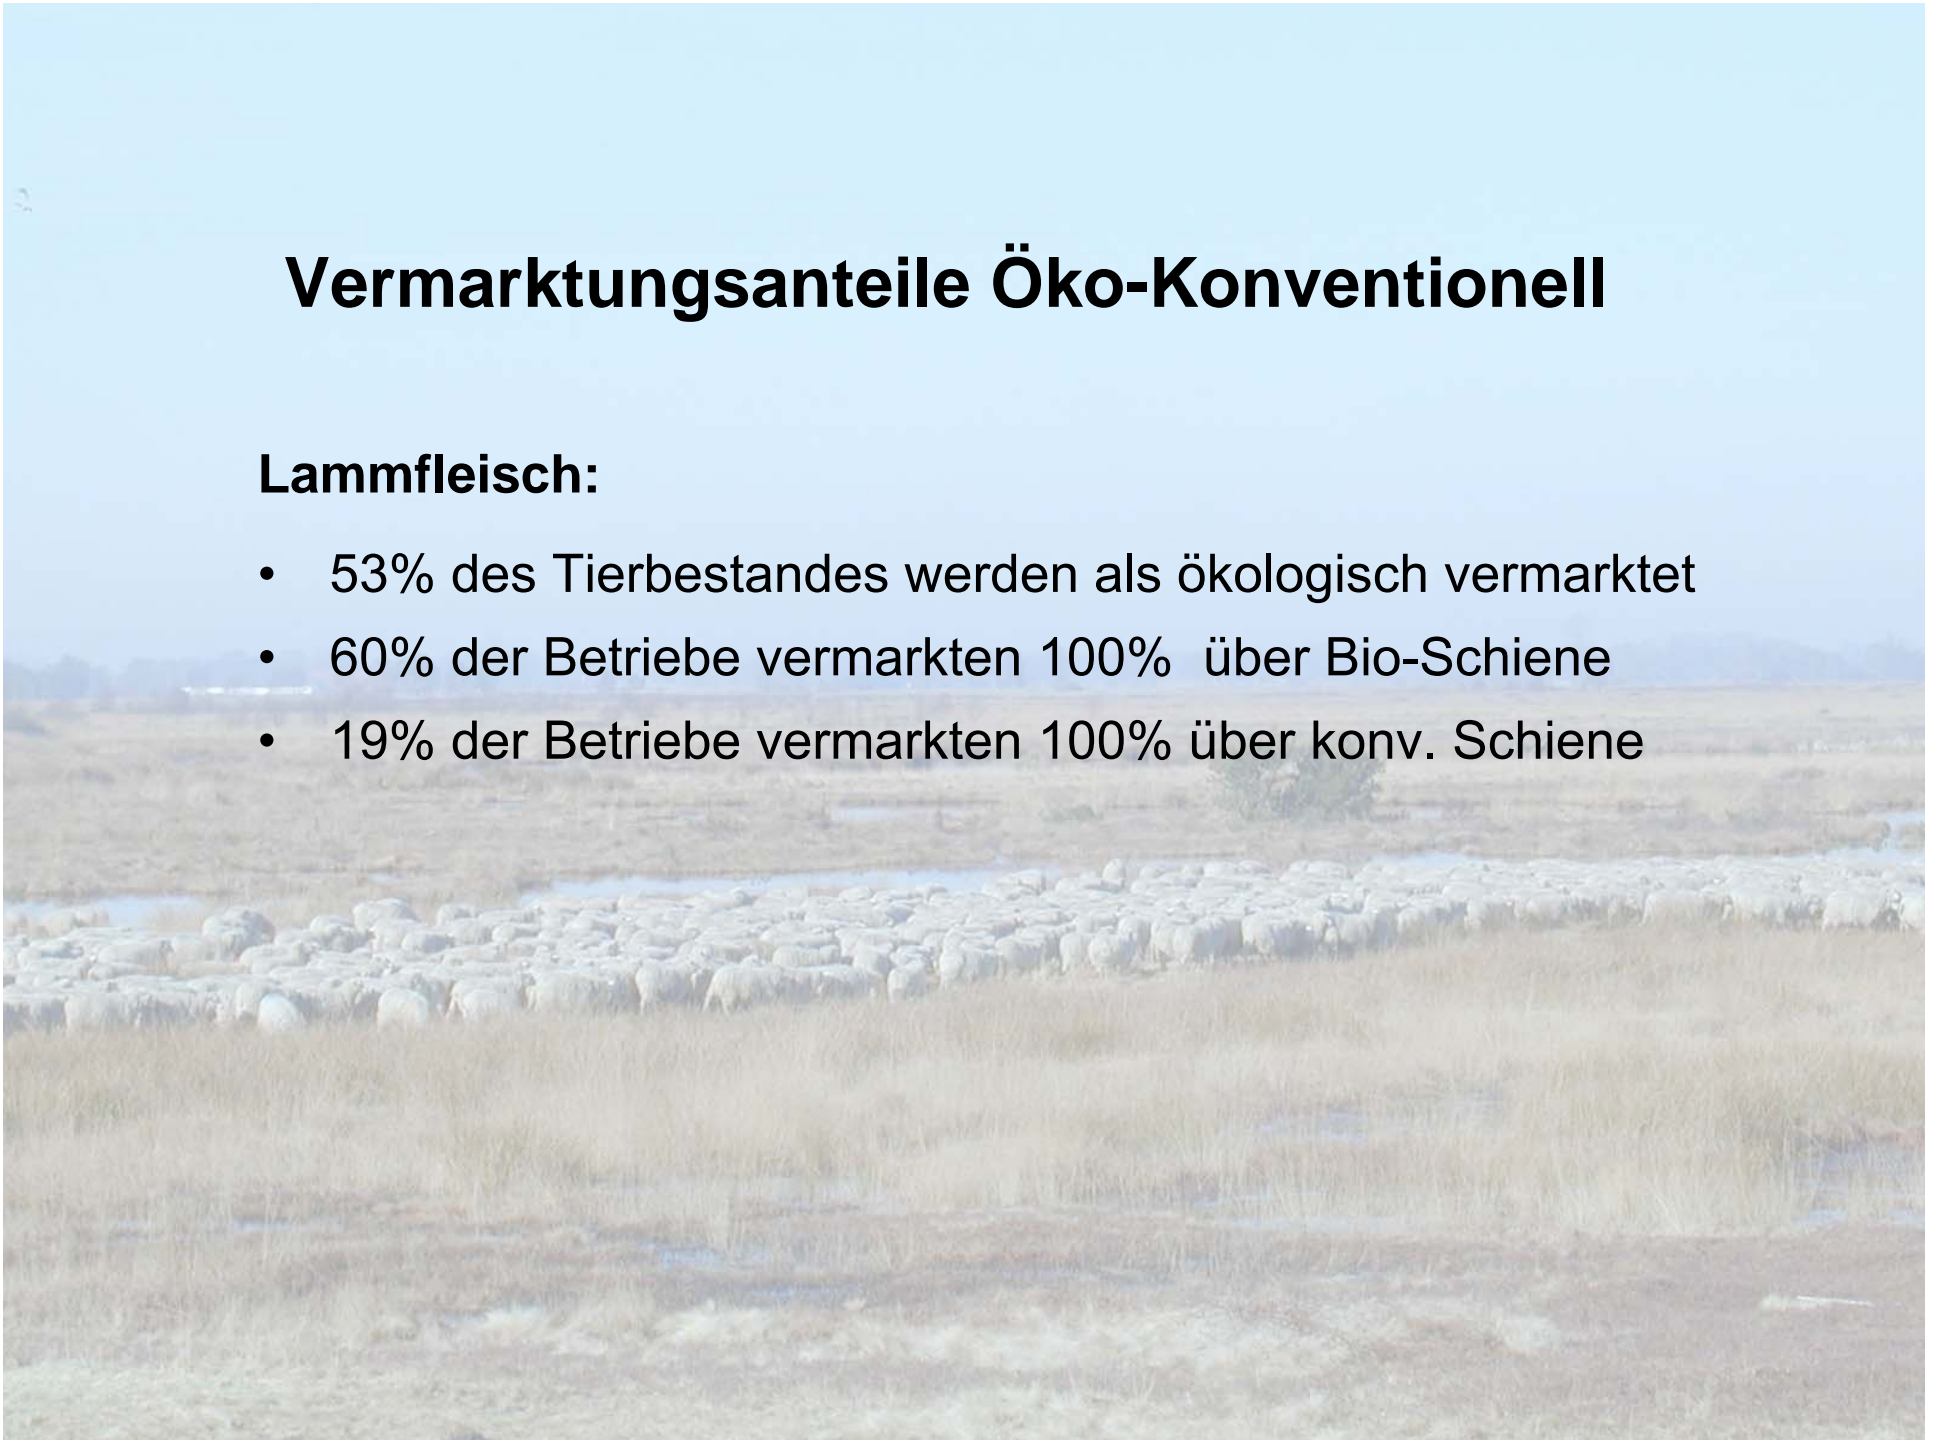 Vermarktungsanteile Öko-Konventionell
Lammfleisch:
• 53% des Tierbestandes werden als ökologisch vermarktet
• 60% der Betriebe vermarkten 100%  über Bio-Schiene
• 19% der Betriebe vermarkten 100% über konv. Schiene